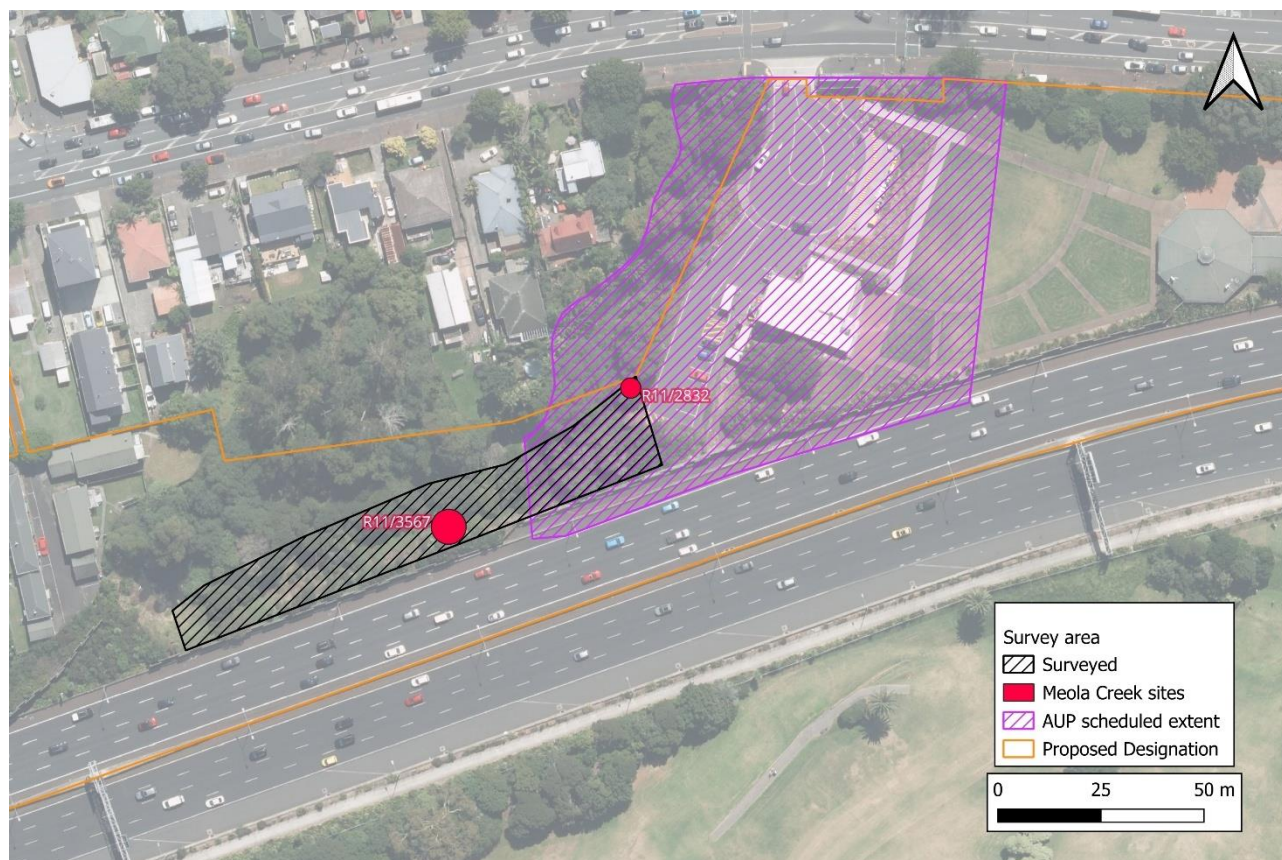 R11/2832
R11/3567
Survey area
Surveyed
Meola Creek sites
AUP scheduled extent
Proposed Designation
0 25 50 m